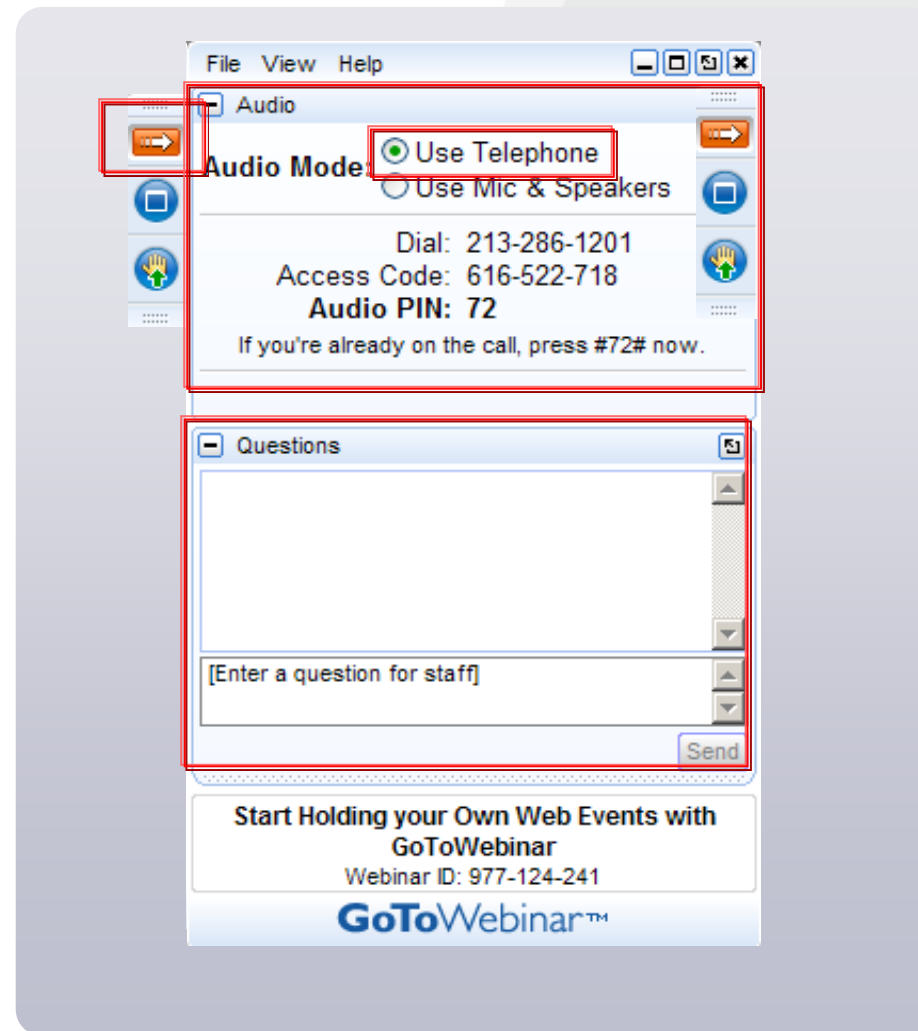 File View Help
Audio
Audio Mode: Use Telephone
Use Mic & Speakers
Dial: 213-286-1201
Access Code: 616-522-718
Audio PIN: 72
If you're already on the call, press #72# now.
Questions
[Enter a question for staff]
Send
Start Holding your Own Web Events with
GoToWebinar
Webinar ID: 977-124-241
GoToWebinar™